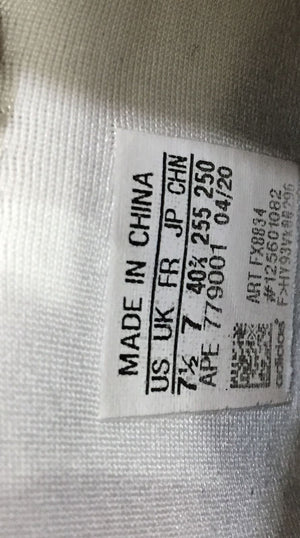 MADE IN CHINA
US UK FR JP CHN
7½ 7 40⅔ 255 250
APE 779001 04/20
ART FX8834
#125601082
adidas